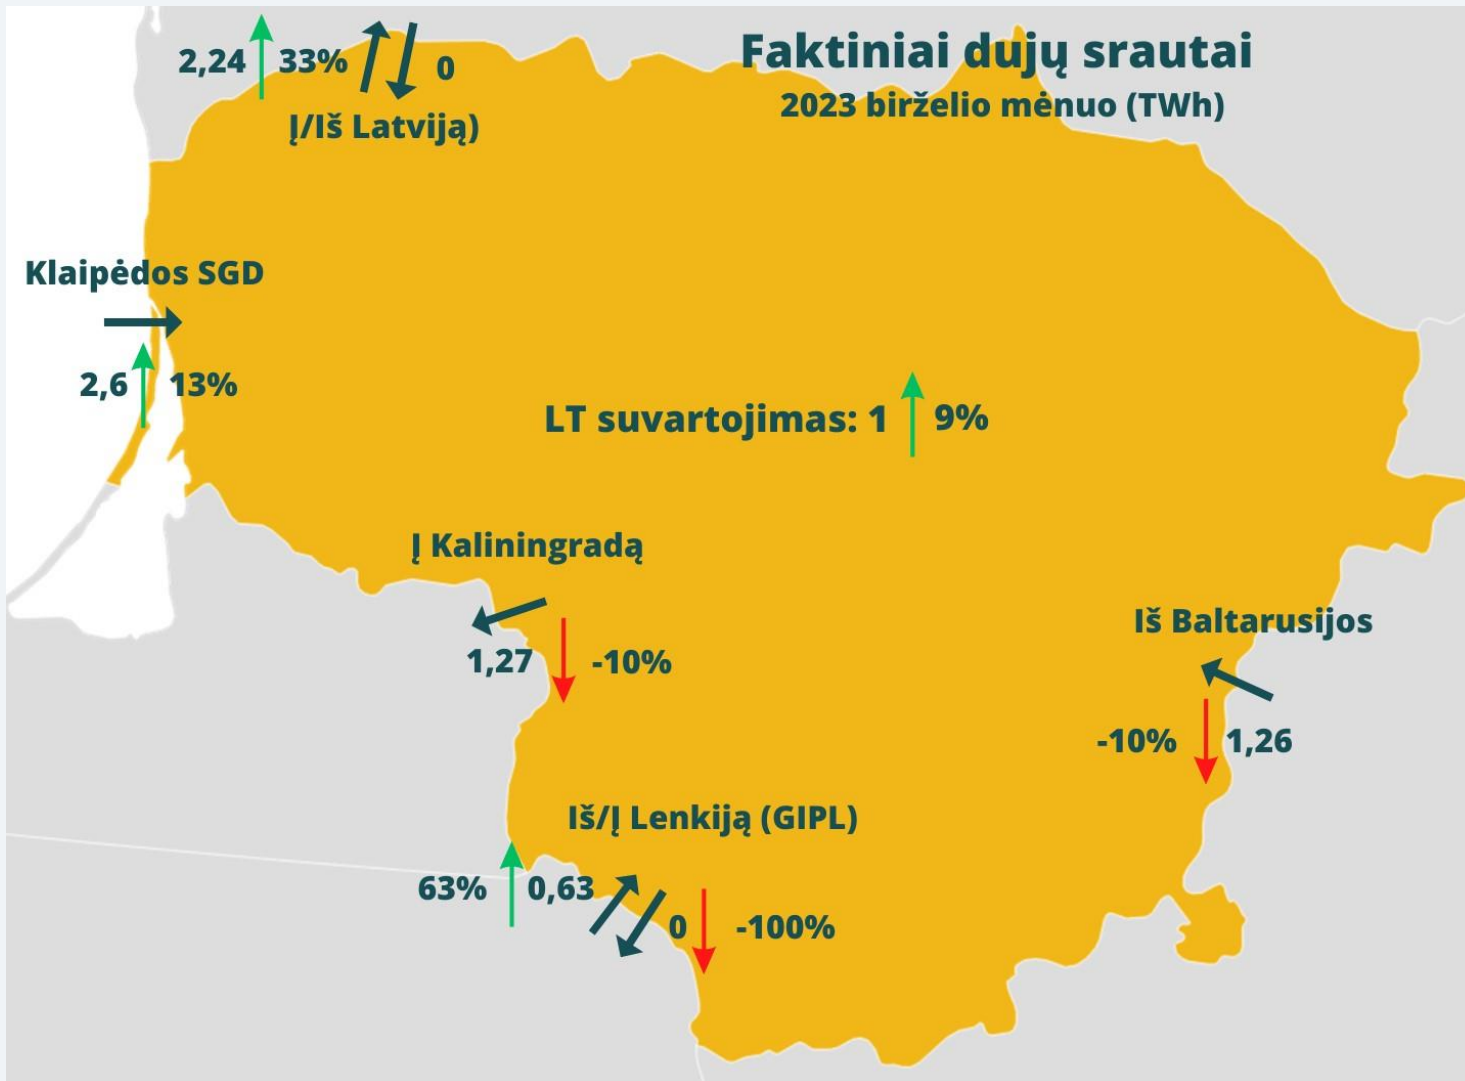 Faktiniai dujų srautai
2023 birželio mėnuo (TWh)
2,24 33% 0
Į/Iš Latviją)
Klaipėdos SGD
2,6 13%
LT suvartojimas: 1 9%
Į Kaliningradą
1,27 -10%
Iš Baltarusijos
-10% 1,26
Iš/Į Lenkiją (GIPL)
63% 0,63
0 -100%